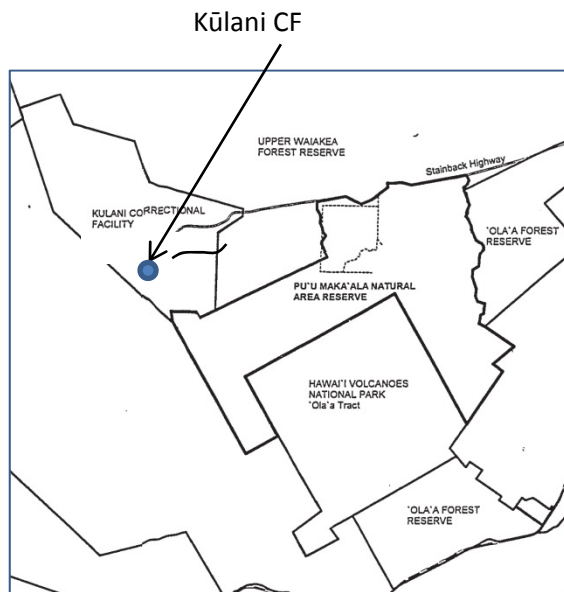 Kūlani CF
UPPER WAIAKEA
FOREST RESERVE
Stainback Highway
KULANI CORRECTIONAL
FACILITY
'OLA'A FOREST
RESERVE
PU'U MAKA'ALA NATURAL
AREA RESERVE
HAWAI'I VOLCANOES
NATIONAL PARK
'Ola'a Tract
'OLA'A FOREST
RESERVE